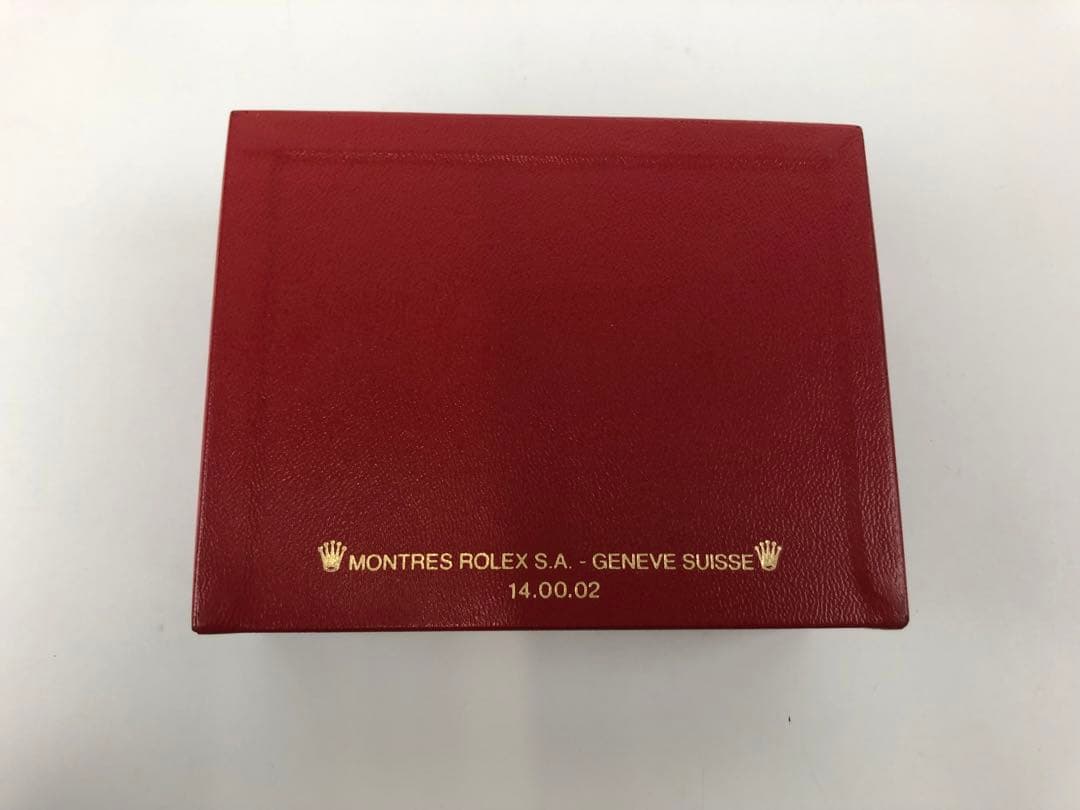 MONTRES ROLEX S.A. - GENEVE SUISSE
14.00.02